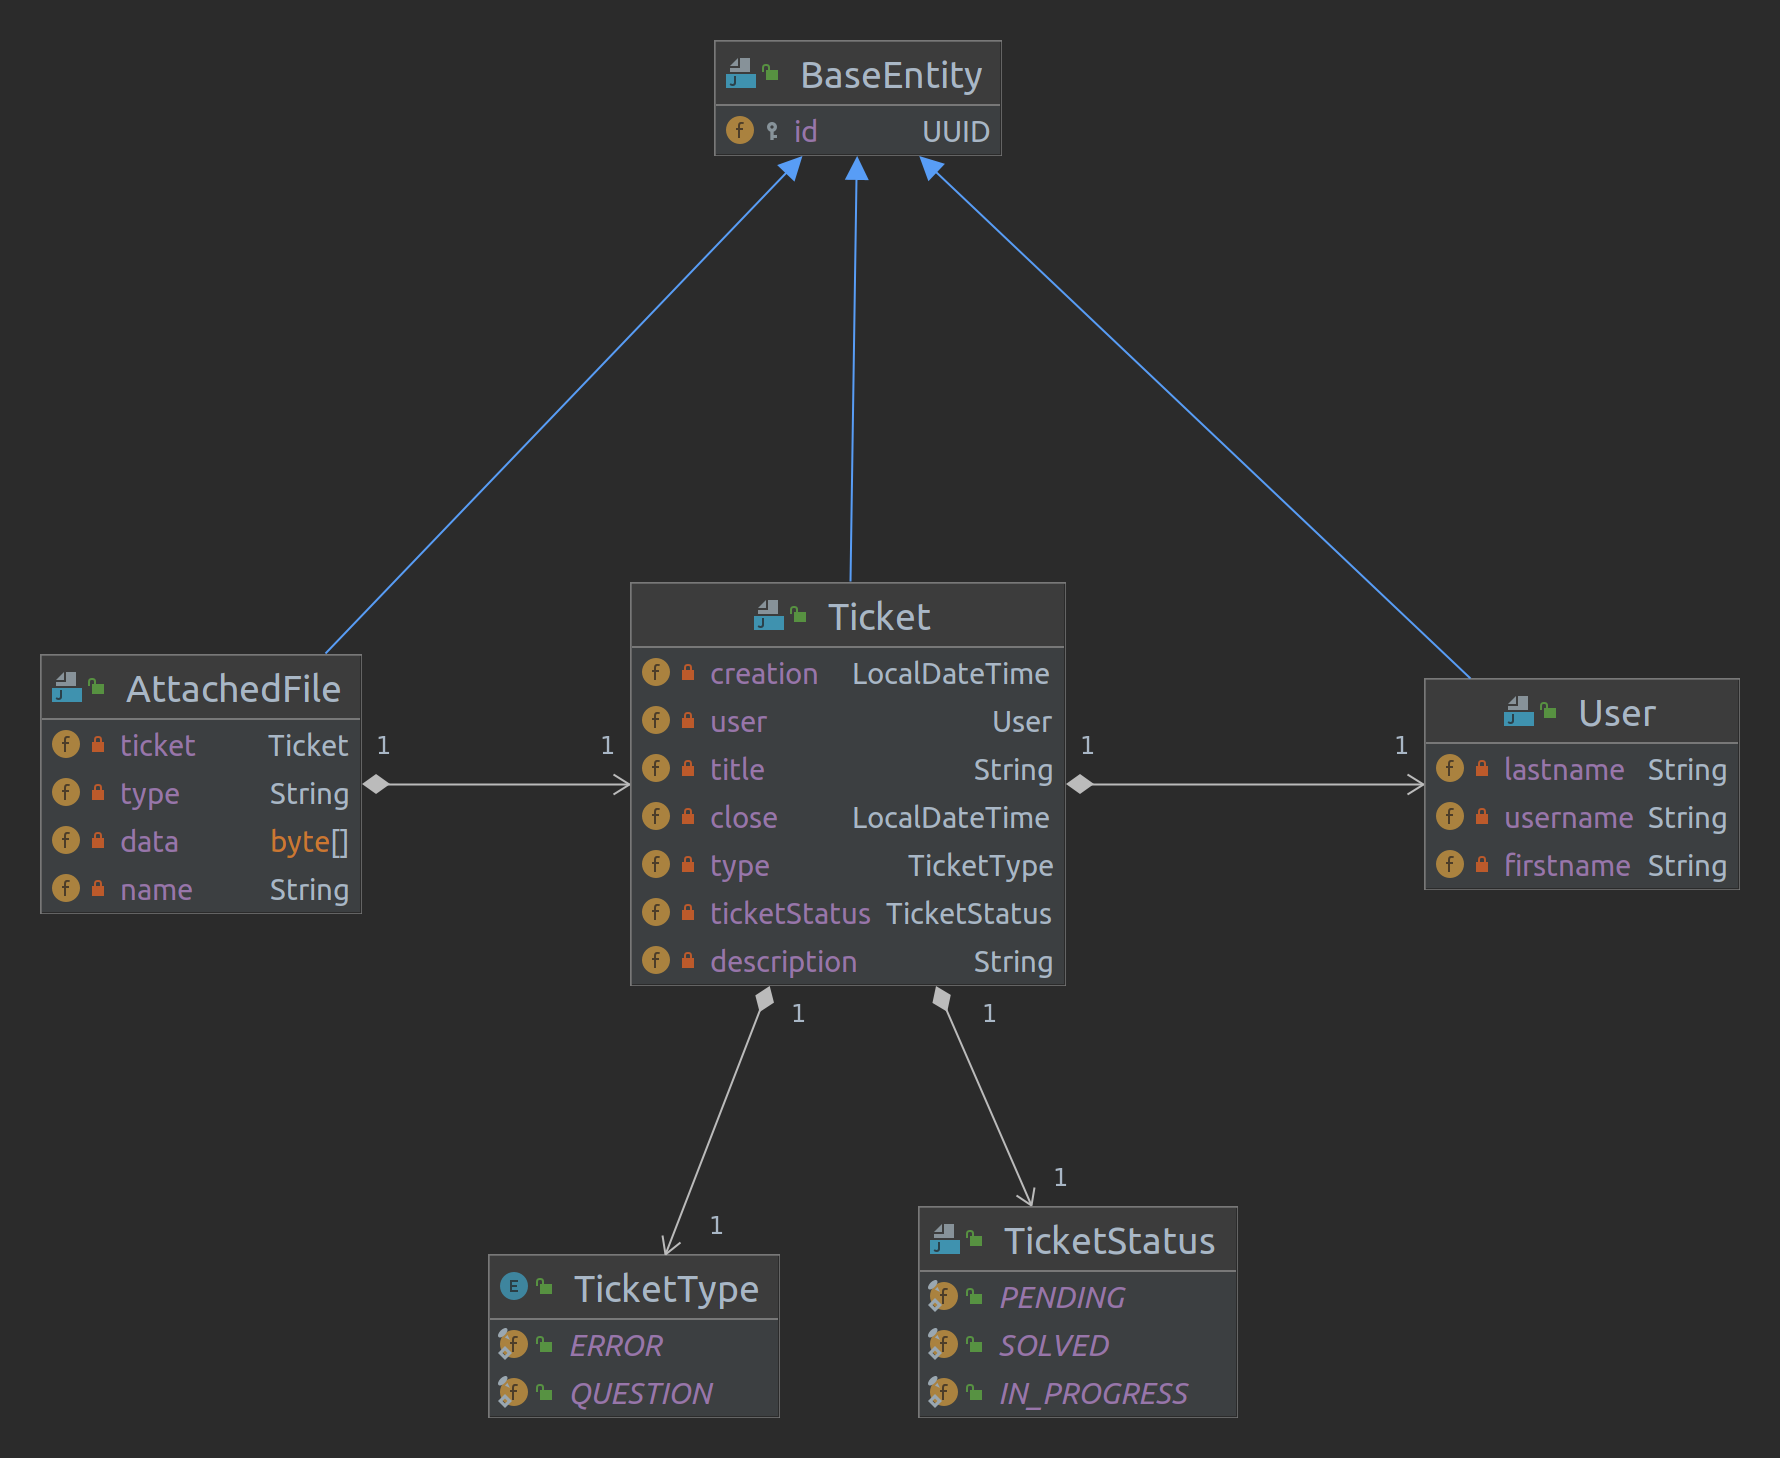 BaseEntity
id UUID
AttachedFile
ticket Ticket
type String
data byte[]
name String
1
1
Ticket
creation LocalDateTime
user User
title String
close LocalDateTime
type TicketType
ticketStatus TicketStatus
description String
1
1
User
lastname String
username String
firstname String
1
1
1
1
TicketType
ERROR
QUESTION
TicketStatus
PENDING
SOLVED
IN_PROGRESS